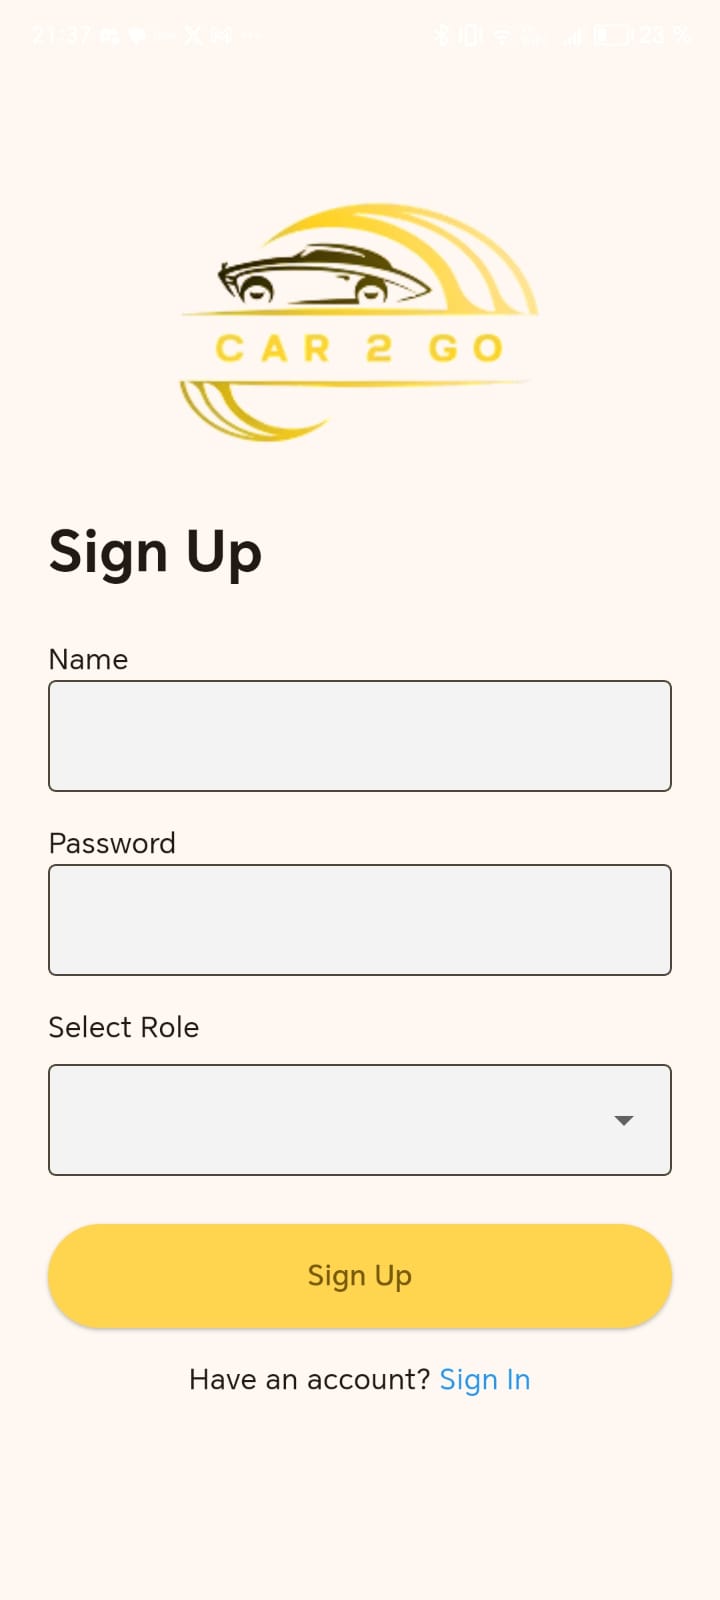 21:37
23 %
CAR 2 GO
Sign Up
Name
Password
Select Role
Sign Up
Have an account? Sign In